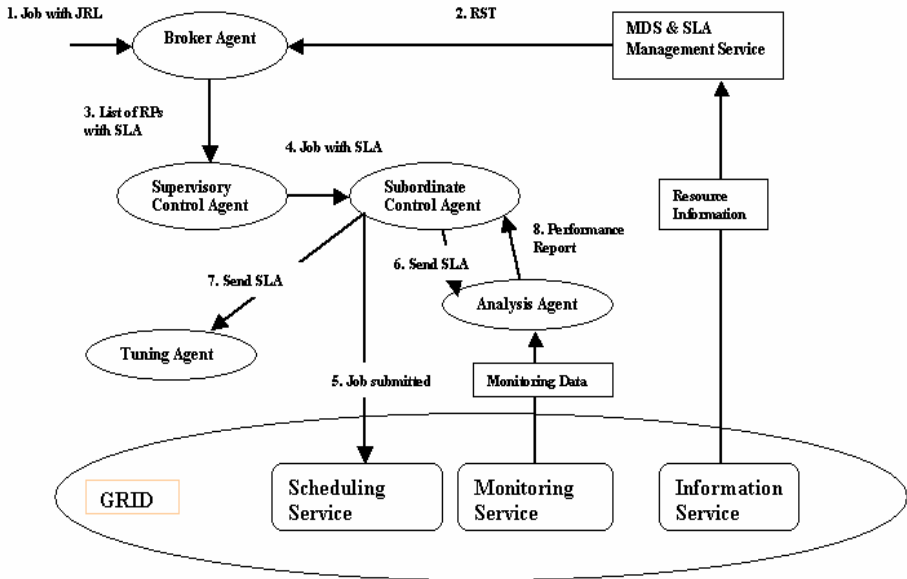 1. Job with JRL
2. RST
Broker Agent
MDS & SLA
Management Service
3. List of RPs
with SLA
4. Job with SLA
Supervisory
Control Agent
Subordinate
Control Agent
Resource
Information
8. Performance
Report
6. Send SLA
7. Send SLA
Analysis Agent
Tuning Agent
5. Job submitted
Monitoring Data
GRID
Scheduling
Service
Monitoring
Service
Information
Service